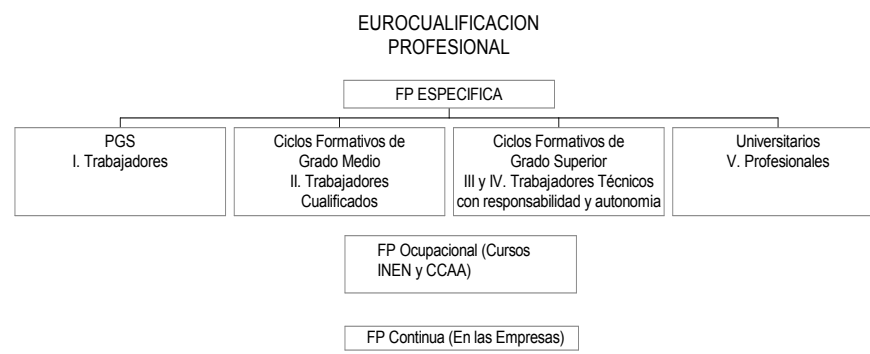 EUROCUALIFICACION
PROFESIONAL
FP ESPECIFICA
PGS
I. Trabajadores
Ciclos Formativos de
Grado Medio
II. Trabajadores
Cualificados
Ciclos Formativos de
Grado Superior
III y IV. Trabajadores Técnicos
con responsabilidad y autonomia
Universitarios
V. Profesionales
FP Ocupacional (Cursos
INEN y CCAA)
FP Continua (En las Empresas)